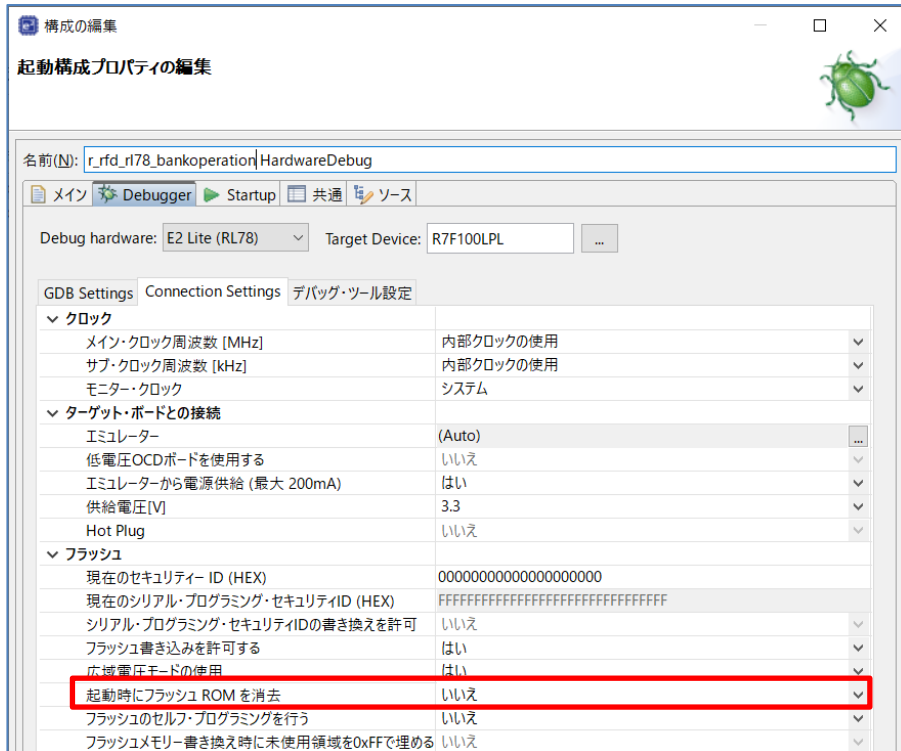 構成の編集
起動構成プロパティの編集
名前(N): r_rfd_rl78_bankoperation HardwareDebug
メイン Debugger Startup 共通 ソース
Debug hardware: E2 Lite (RL78) Target Device: R7F100LPL ...
GDB Settings Connection Settings デバッグ・ツール設定
クロック
メイン・クロック周波数 [MHz] 内部クロックの使用
サブ・クロック周波数 [kHz] 内部クロックの使用
モニター・クロック システム
ターゲット・ボードとの接続
エミュレーター (Auto) ...
低電圧OCDボードを使用する いいえ
エミュレーターから電源供給 (最大 200mA) はい
供給電圧[V] 3.3
Hot Plug いいえ
フラッシュ
現在のセキュリティー ID (HEX) 00000000000000000000
現在のシリアル・プログラミング・セキュリティID (HEX) FFFFFFFFFFFFFFFFFFFFFFFFFFFFFFFF
シリアル・プログラミング・セキュリティIDの書き換えを許可 いいえ
フラッシュ書き込みを許可する はい
広域電圧モードの使用 はい
起動時にフラッシュ ROM を消去 いいえ
フラッシュのセルフ・プログラミングを行う いいえ
フラッシュメモリー書き換え時に未使用領域を0xFFで埋める いいえ